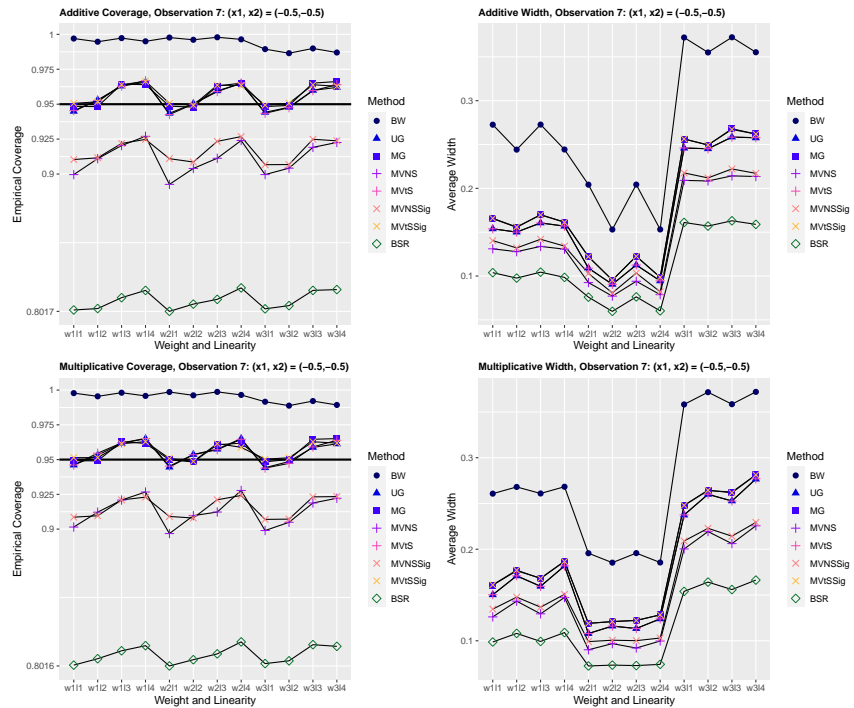 Additive Coverage, Observation 7: (x1, x2) = (−0.5,−0.5)
1
0.975
0.95
0.925
0.9
0.8017
Empirical Coverage
w1l1 w1l2 w1l3 w1l4 w2l1 w2l2 w2l3 w2l4 w3l1 w3l2 w3l3 w3l4
Weight and Linearity
Method
BW
UG
MG
MVNS
MVtS
MVNSSig
MVtSSig
BSR
Additive Width, Observation 7: (x1, x2) = (−0.5,−0.5)
0.3
0.2
0.1
Average Width
w1l1 w1l2 w1l3 w1l4 w2l1 w2l2 w2l3 w2l4 w3l1 w3l2 w3l3 w3l4
Weight and Linearity
Method
BW
UG
MG
MVNS
MVtS
MVNSSig
MVtSSig
BSR
Multiplicative Coverage, Observation 7: (x1, x2) = (−0.5,−0.5)
1
0.975
0.95
0.925
0.9
0.8016
Empirical Coverage
w1l1 w1l2 w1l3 w1l4 w2l1 w2l2 w2l3 w2l4 w3l1 w3l2 w3l3 w3l4
Weight and Linearity
Method
BW
UG
MG
MVNS
MVtS
MVNSSig
MVtSSig
BSR
Multiplicative Width, Observation 7: (x1, x2) = (−0.5,−0.5)
0.3
0.2
0.1
Average Width
w1l1 w1l2 w1l3 w1l4 w2l1 w2l2 w2l3 w2l4 w3l1 w3l2 w3l3 w3l4
Weight and Linearity
Method
BW
UG
MG
MVNS
MVtS
MVNSSig
MVtSSig
BSR